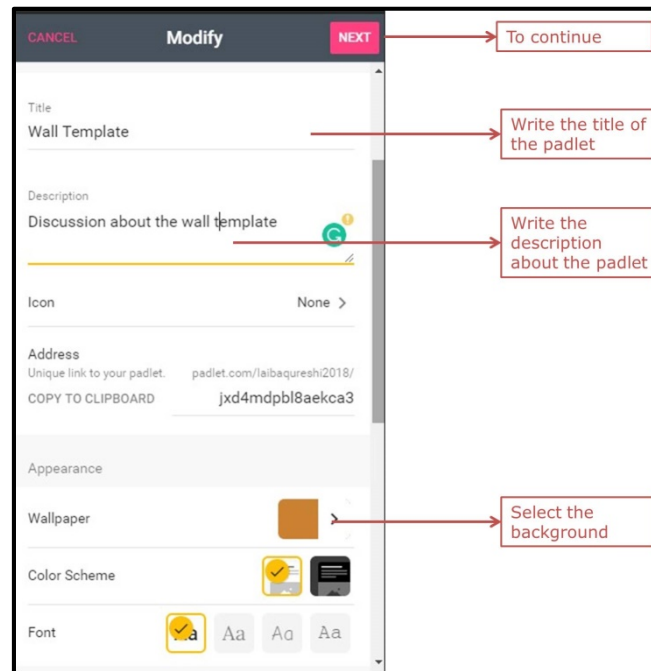 CANCEL Modify NEXT
To continue
Title
Wall Template
Write the title of
the padlet
Description
Discussion about the wall template
Write the
description
about the padlet
Icon None >
Address
Unique link to your padlet. padlet.com/laibaqureshi2018/
COPY TO CLIPBOARD jxd4mdpbl8aekca3
Appearance
Wallpaper >
Select the
background
Color Scheme
Font Aa Aa Aa